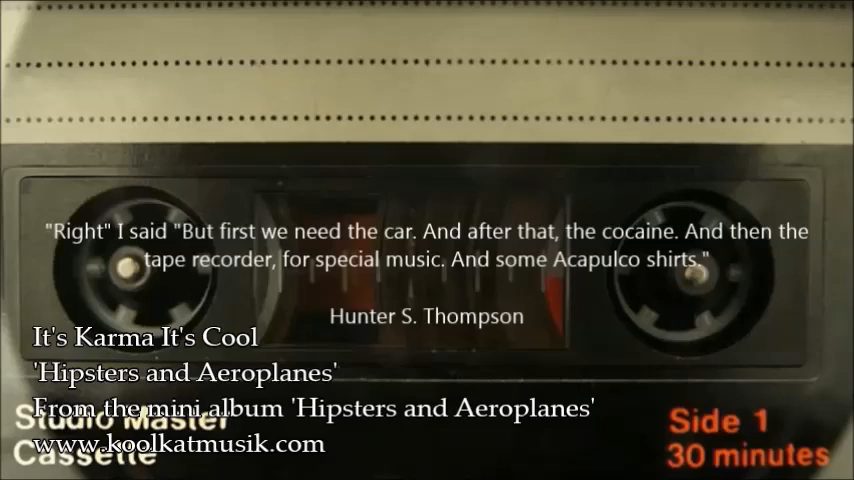 "Right" I said "But first we need the car. And after that, the cocaine. And then the
tape recorder, for special music. And some Acapulco shirts."
Hunter S. Thompson
It's Karma It's Cool
'Hipsters and Aeroplanes'
From the mini album 'Hipsters and Aeroplanes'
www.koolkatmusik.com
Studio Master
Cassette
Side 1
30 minutes